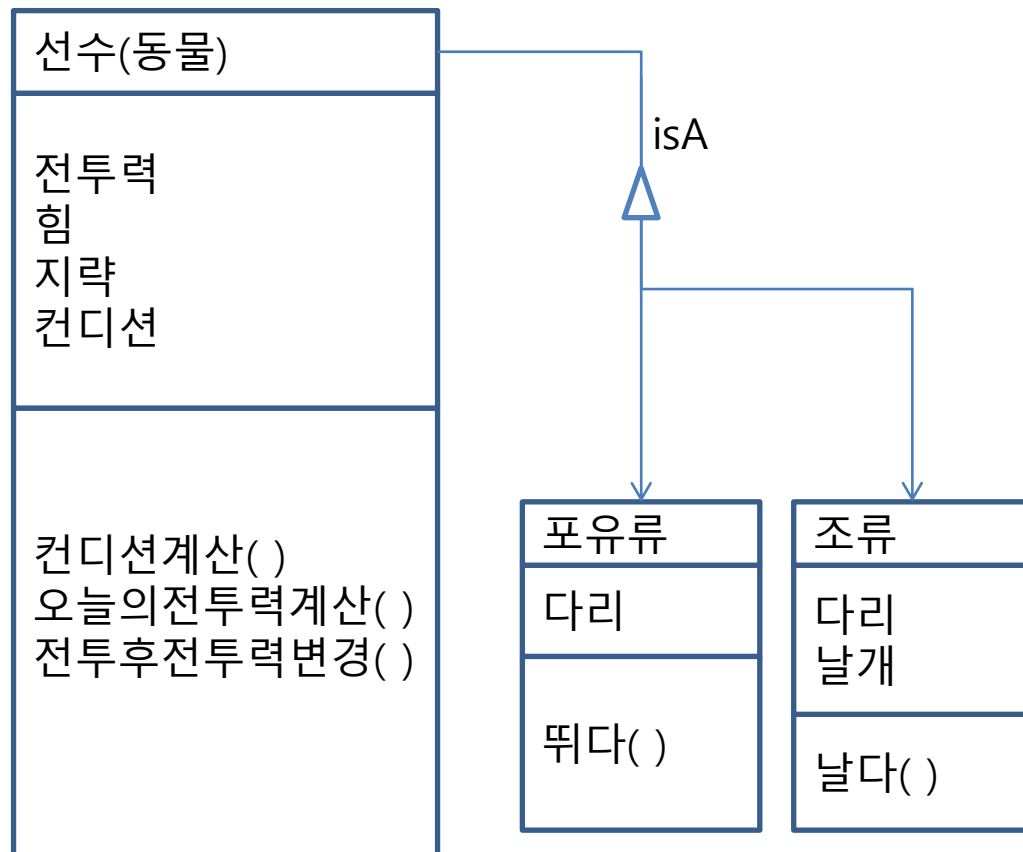 선수(동물)
전투력
힘
지략
컨디션
컨디션계산( )
오늘의전투력계산( )
전투후전투력변경( )
isA
포유류
다리
뛰다( )
조류
다리
날개
날다( )